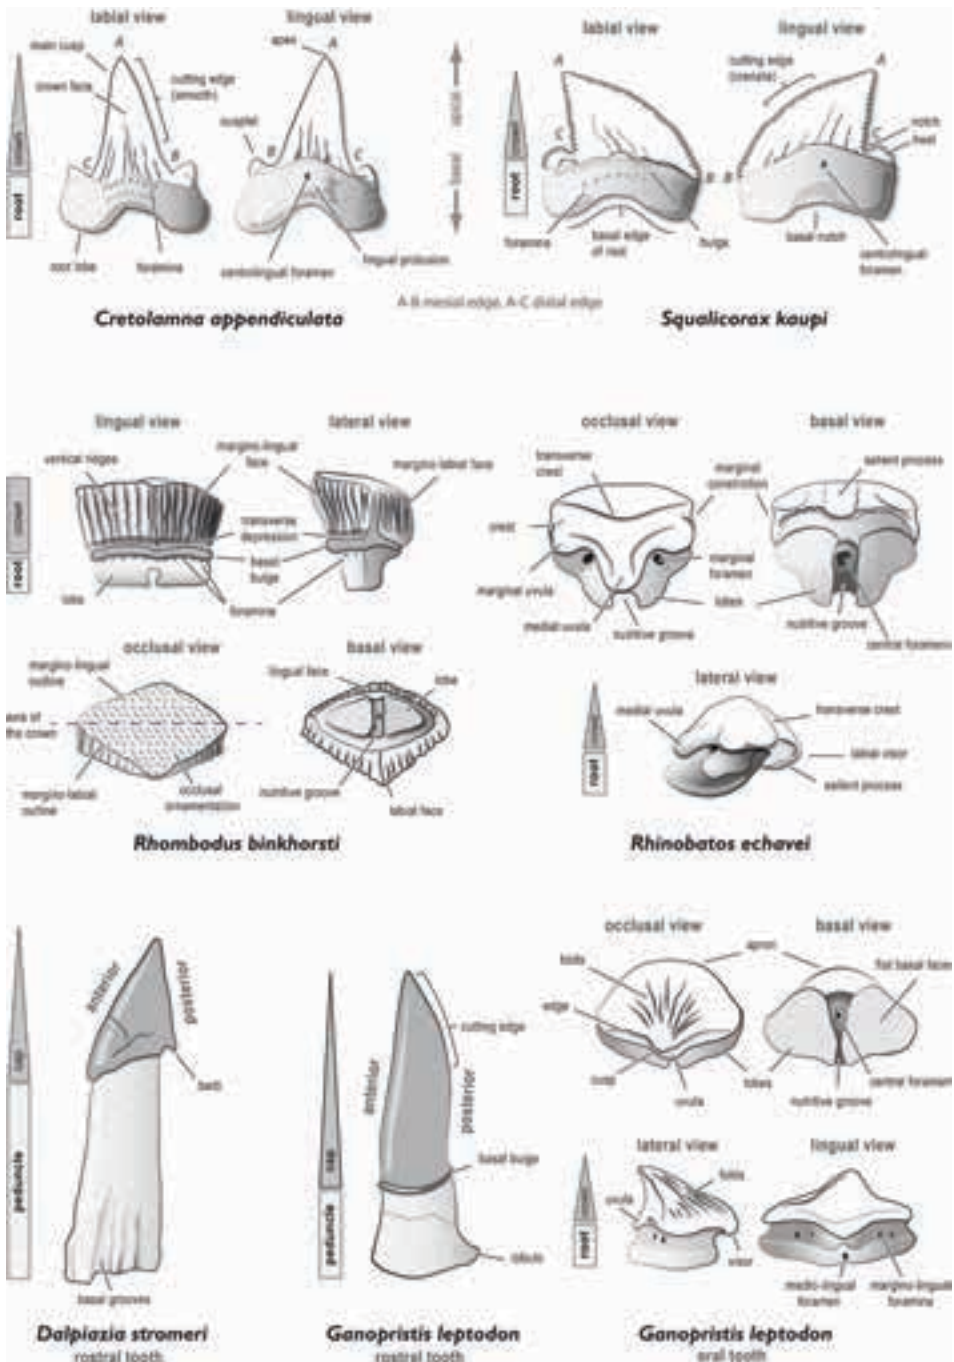 labial view
lingual view
A
main cusp
crown face
cutting edge
(smooth)
cusplet
C
B
root
root lobe
foramina
apex
A
B
C
centrolingual foramen
lingual protrusion
apical
basal
Cretolamna appendiculata
A-B mesial edge, A-C distal edge
labial view
lingual view
A
C
B
root
foramina
basal edge
of root
bulge
cutting edge
A
C
B
notch
heel
basal notch
centrolingual
foramen
Squalicorax kaupi
lingual view
lateral view
vertical ridges
margino-lingual
face
margino-labial face
transverse
depression
basal
bulge
foramina
lobe
crown
root
occlusal view
basal view
margino-lingual
outline
axis of
the crown
margino-labial
outline
occlusal
ornamentation
lingual face
lobe
nutritive groove
labial face
Rhombodus binkhorsti
occlusal view
basal view
transverse
crest
marginal
constriction
salient process
crest
marginal uvula
medial uvula
nutritive groove
marginal
foramen
lobes
nutritive groove
central foramen
lateral view
medial uvula
transverse crest
labial visor
salient process
root
Rhinobatos echavei
anterior
posterior
barb
cap
peduncle
basal grooves
Dalpiazia stromeri
rostral tooth
anterior
posterior
cutting edge
basal bulge
cap
peduncle
Ganopristis leptodon
rostral tooth
occlusal view
basal view
apron
folds
edge
flat basal faces
uvula
lobes
nutritive groove
central foramen
lateral view
lingual view
folds
uvula
visor
root
medio-lingual
foramen
margino-lingual
foramina
Ganopristis leptodon
oral tooth